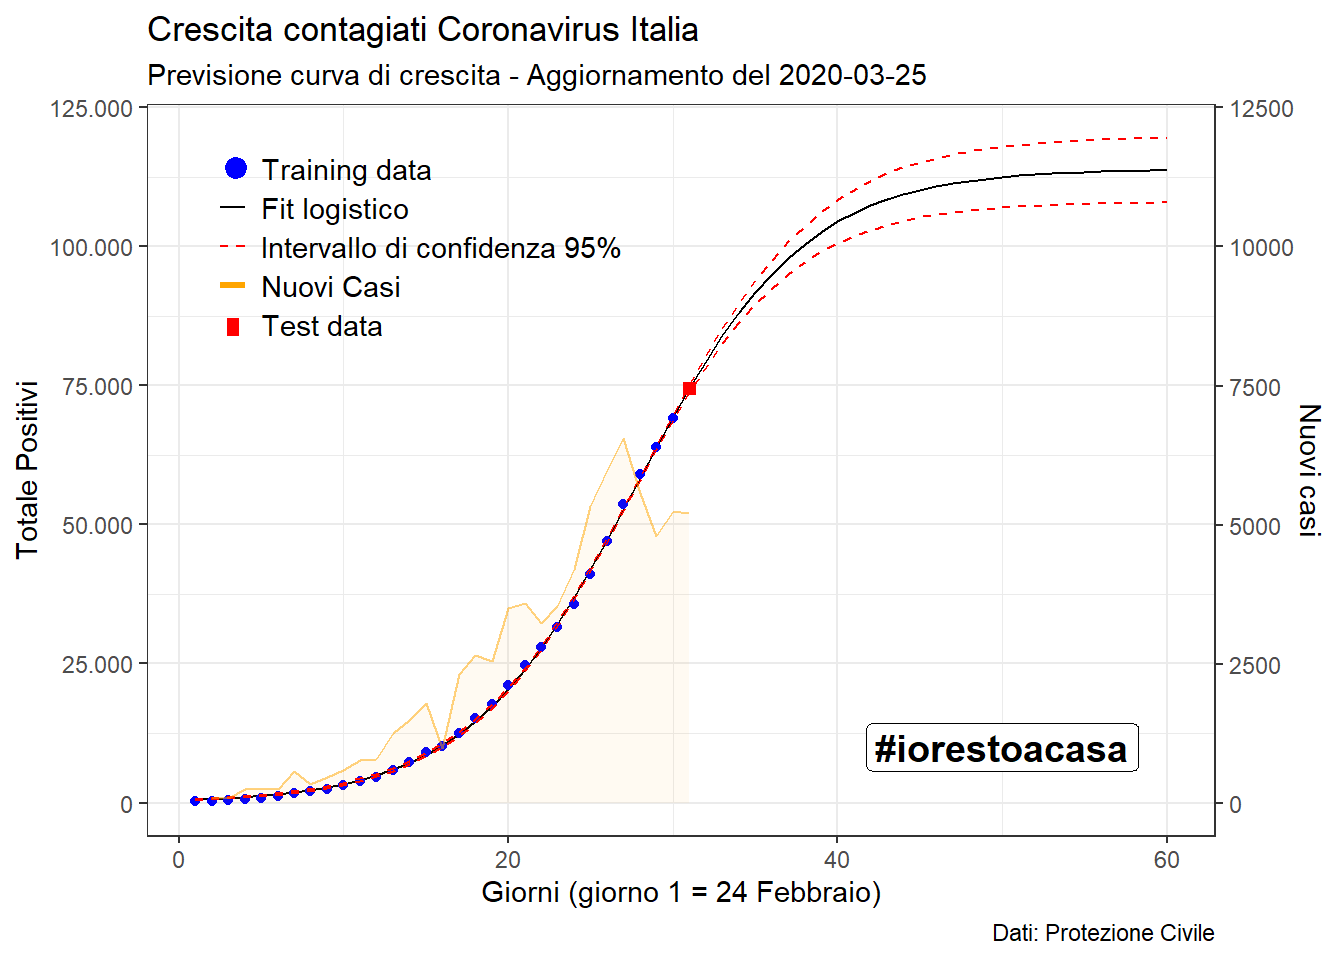 Crescita contagiati Coronavirus Italia
Previsione curva di crescita - Aggiornamento del 2020-03-25
125.000
100.000
75.000
50.000
25.000
0
Totale Positivi
Training data
Fit logistico
Intervallo di confidenza 95%
Nuovi Casi
Test data
#iorestoacasa
12500
10000
7500
5000
2500
0
Nuovi casi
0 20 40 60
Giorni (giorno 1 = 24 Febbraio)
Dati: Protezione Civile